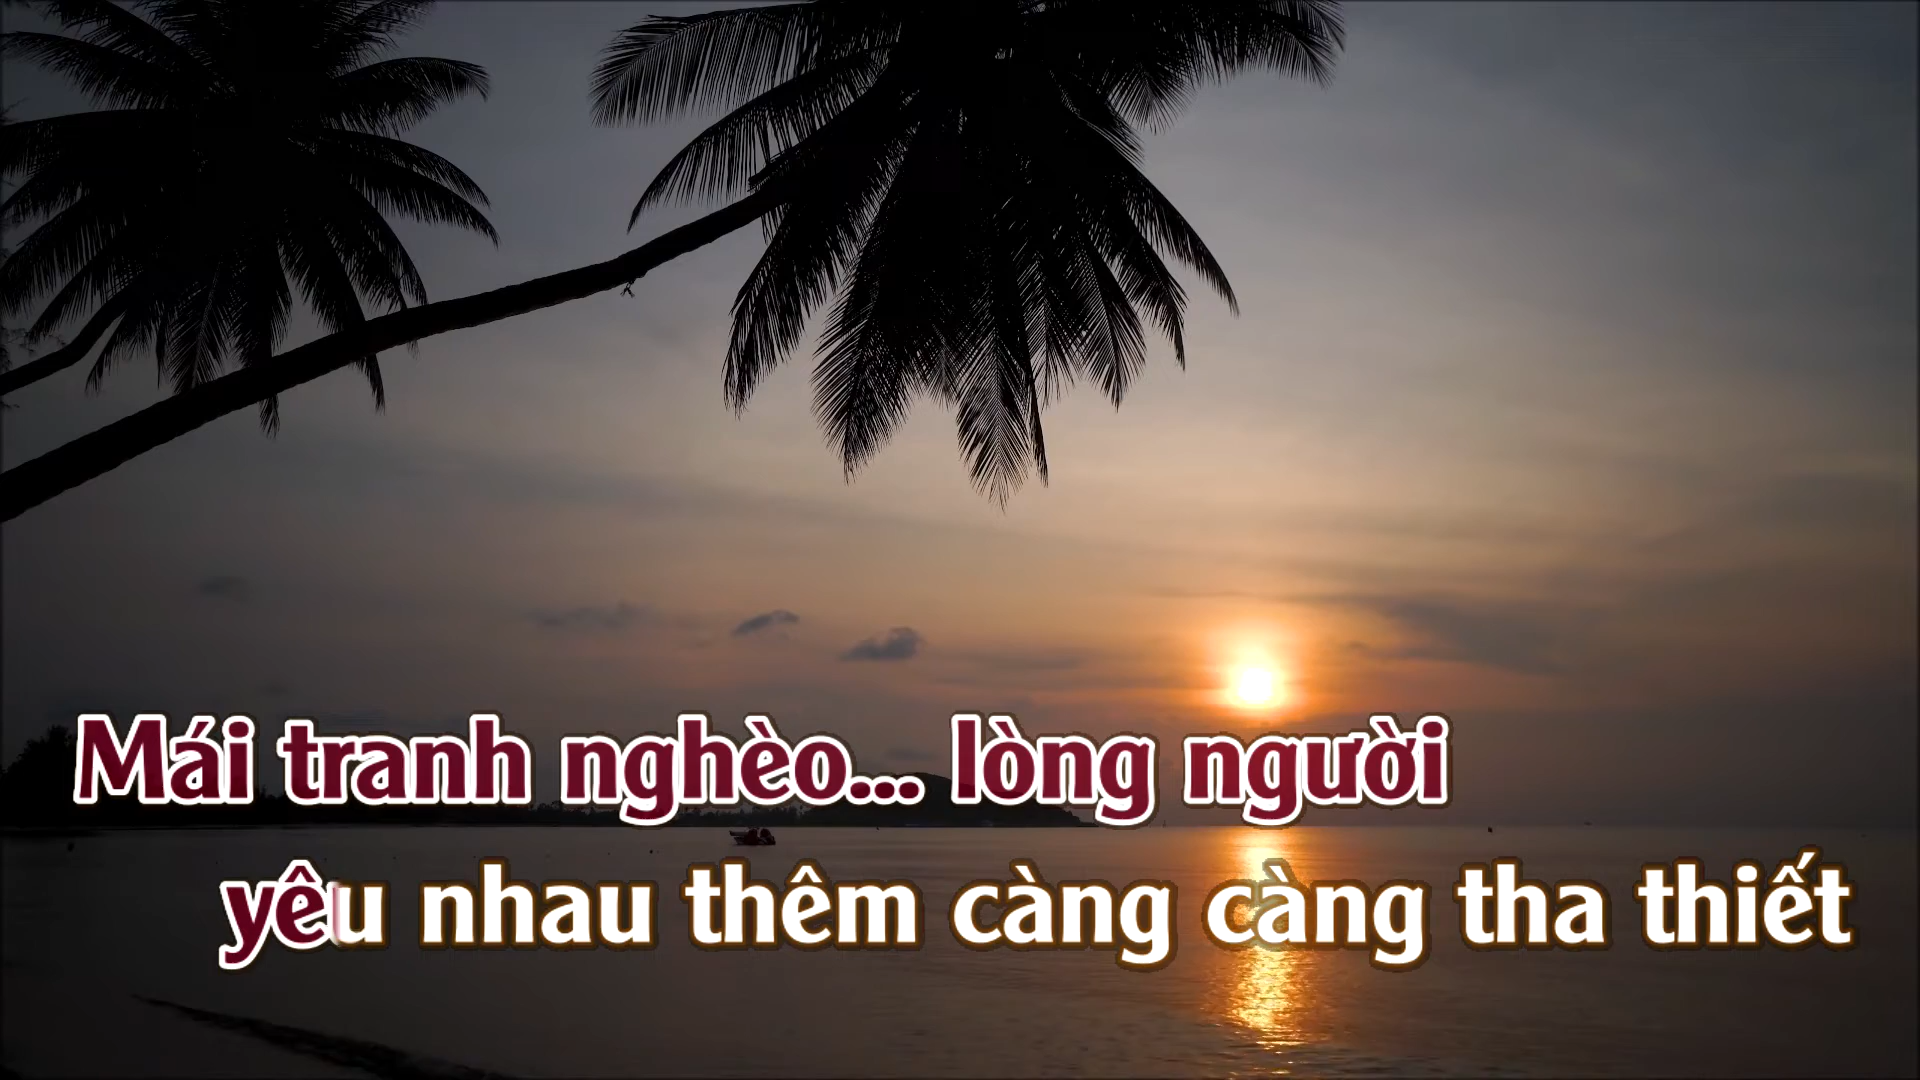 Mái tranh nghèo... lòng người
yêu nhau thêm càng càng tha thiết